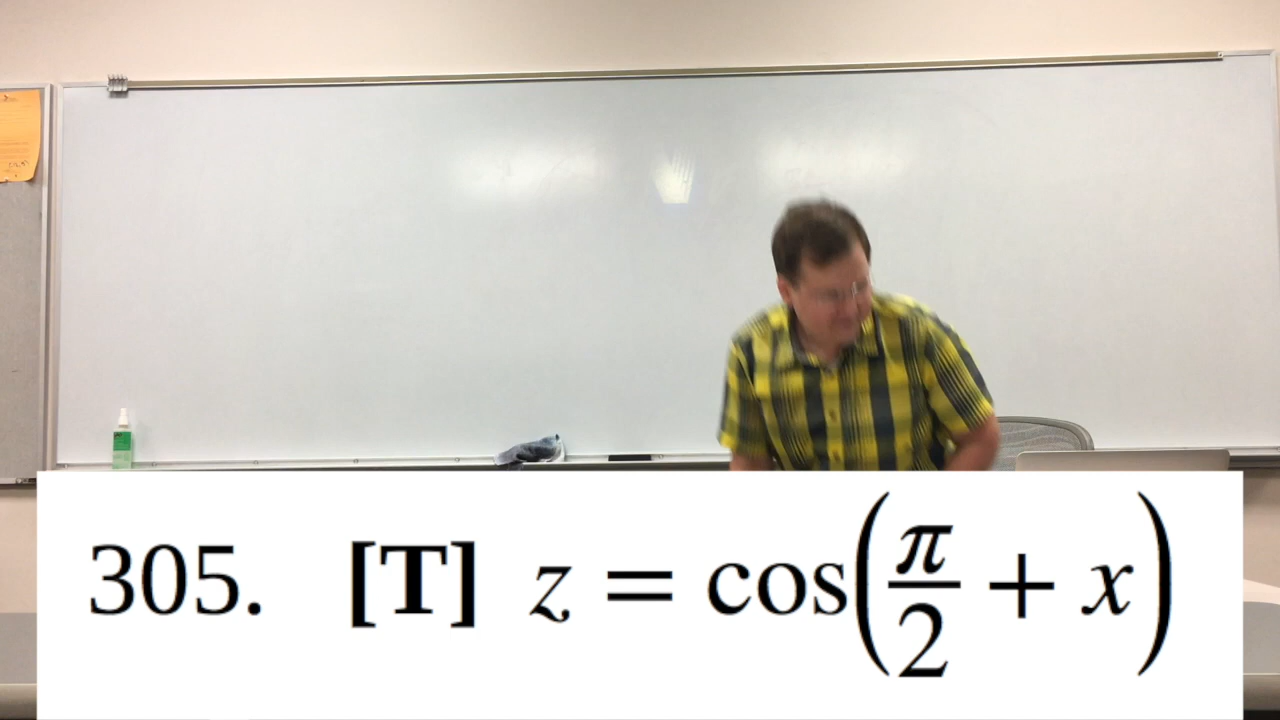 305. [T] z = cos(π/2 + x)